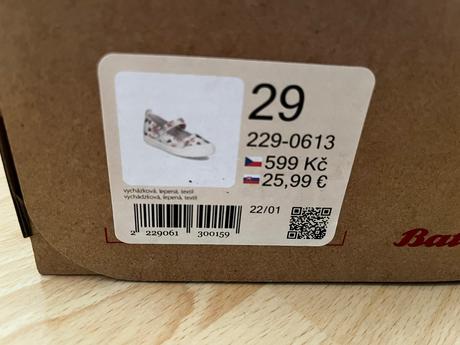 29
229-0613
599 Kč
25,99 €
vycházková, lepená, textil
vychádzková, lepená, textil
22/01
2 229061 300159
Bat